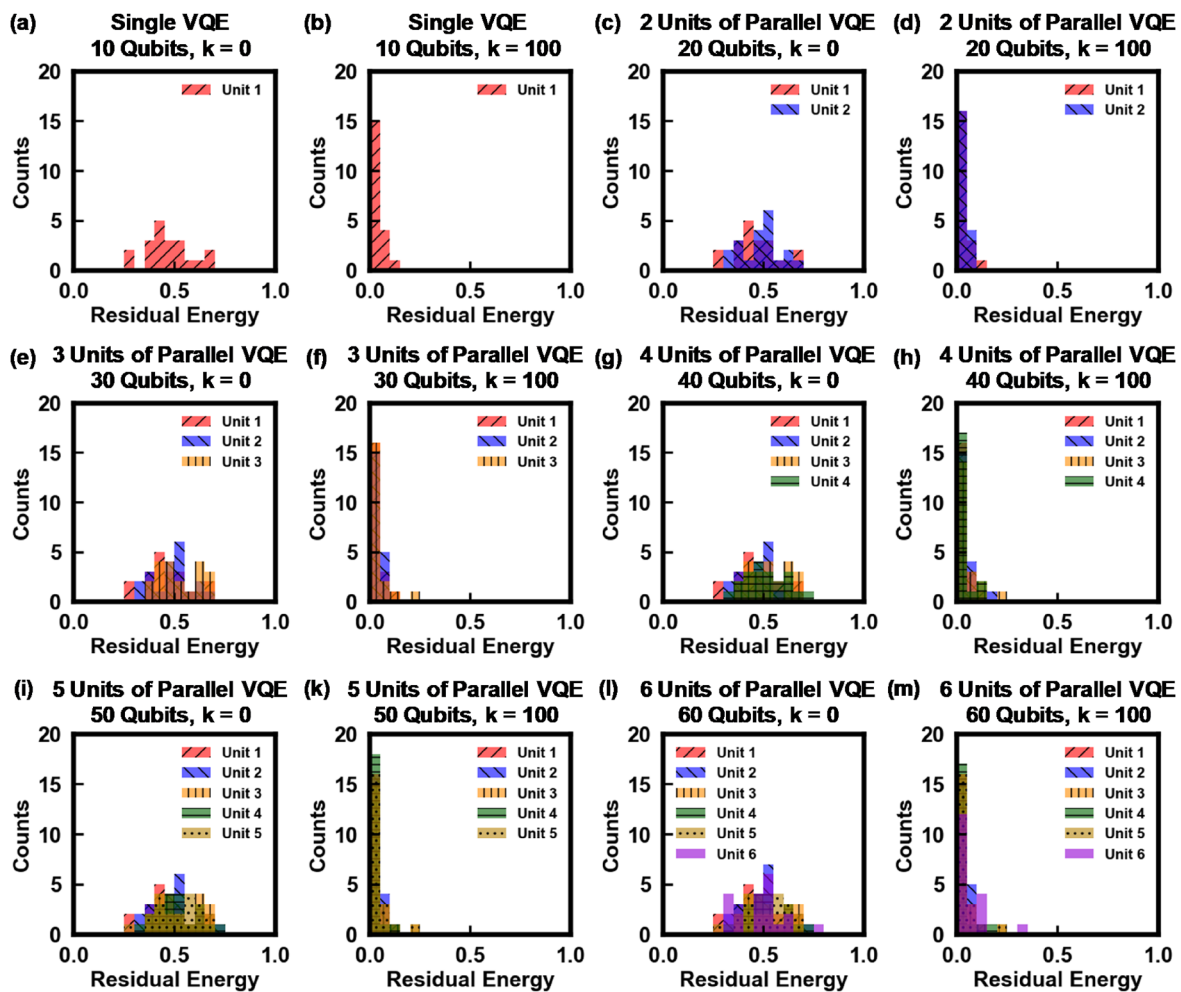 (a) Single VQE
10 Qubits, k = 0
20
15
10
5
0
Counts
Unit 1
0.0 0.5 1.0
Residual Energy
(b) Single VQE
10 Qubits, k = 100
20
15
10
5
0
Counts
Unit 1
0.0 0.5 1.0
Residual Energy
(c) 2 Units of Parallel VQE
20 Qubits, k = 0
20
15
10
5
0
Counts
Unit 1
Unit 2
0.0 0.5 1.0
Residual Energy
(d) 2 Units of Parallel VQE
20 Qubits, k = 100
20
15
10
5
0
Counts
Unit 1
Unit 2
0.0 0.5 1.0
Residual Energy
(e) 3 Units of Parallel VQE
30 Qubits, k = 0
20
15
10
5
0
Counts
Unit 1
Unit 2
Unit 3
0.0 0.5 1.0
Residual Energy
(f) 3 Units of Parallel VQE
30 Qubits, k = 100
20
15
10
5
0
Counts
Unit 1
Unit 2
Unit 3
0.0 0.5 1.0
Residual Energy
(g) 4 Units of Parallel VQE
40 Qubits, k = 0
20
15
10
5
0
Counts
Unit 1
Unit 2
Unit 3
Unit 4
0.0 0.5 1.0
Residual Energy
(h) 4 Units of Parallel VQE
40 Qubits, k = 100
20
15
10
5
0
Counts
Unit 1
Unit 2
Unit 3
Unit 4
0.0 0.5 1.0
Residual Energy
(i) 5 Units of Parallel VQE
50 Qubits, k = 0
20
15
10
5
0
Counts
Unit 1
Unit 2
Unit 3
Unit 4
Unit 5
0.0 0.5 1.0
Residual Energy
(k) 5 Units of Parallel VQE
50 Qubits, k = 100
20
15
10
5
0
Counts
Unit 1
Unit 2
Unit 3
Unit 4
Unit 5
0.0 0.5 1.0
Residual Energy
(l) 6 Units of Parallel VQE
60 Qubits, k = 0
20
15
10
5
0
Counts
Unit 1
Unit 2
Unit 3
Unit 4
Unit 5
Unit 6
0.0 0.5 1.0
Residual Energy
(m) 6 Units of Parallel VQE
60 Qubits, k = 100
20
15
10
5
0
Counts
Unit 1
Unit 2
Unit 3
Unit 4
Unit 5
Unit 6
0.0 0.5 1.0
Residual Energy